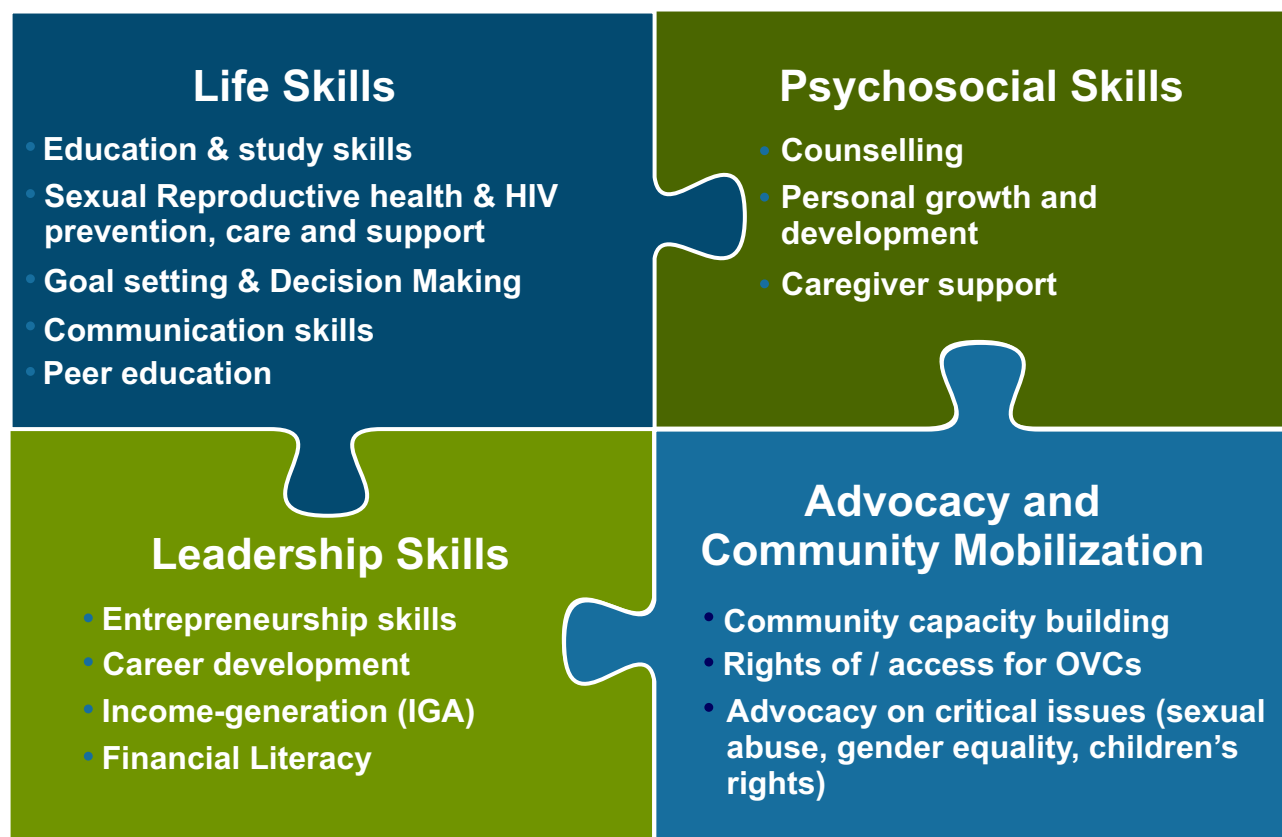 Life Skills
• Education & study skills
• Sexual Reproductive health & HIV
prevention, care and support
• Goal setting & Decision Making
• Communication skills
• Peer education
Psychosocial Skills
• Counselling
• Personal growth and
development
• Caregiver support
Leadership Skills
• Entrepreneurship skills
• Career development
• Income-generation (IGA)
• Financial Literacy
Advocacy and
Community Mobilization
• Community capacity building
• Rights of / access for OVCs
• Advocacy on critical issues (sexual
abuse, gender equality, children’s
rights)